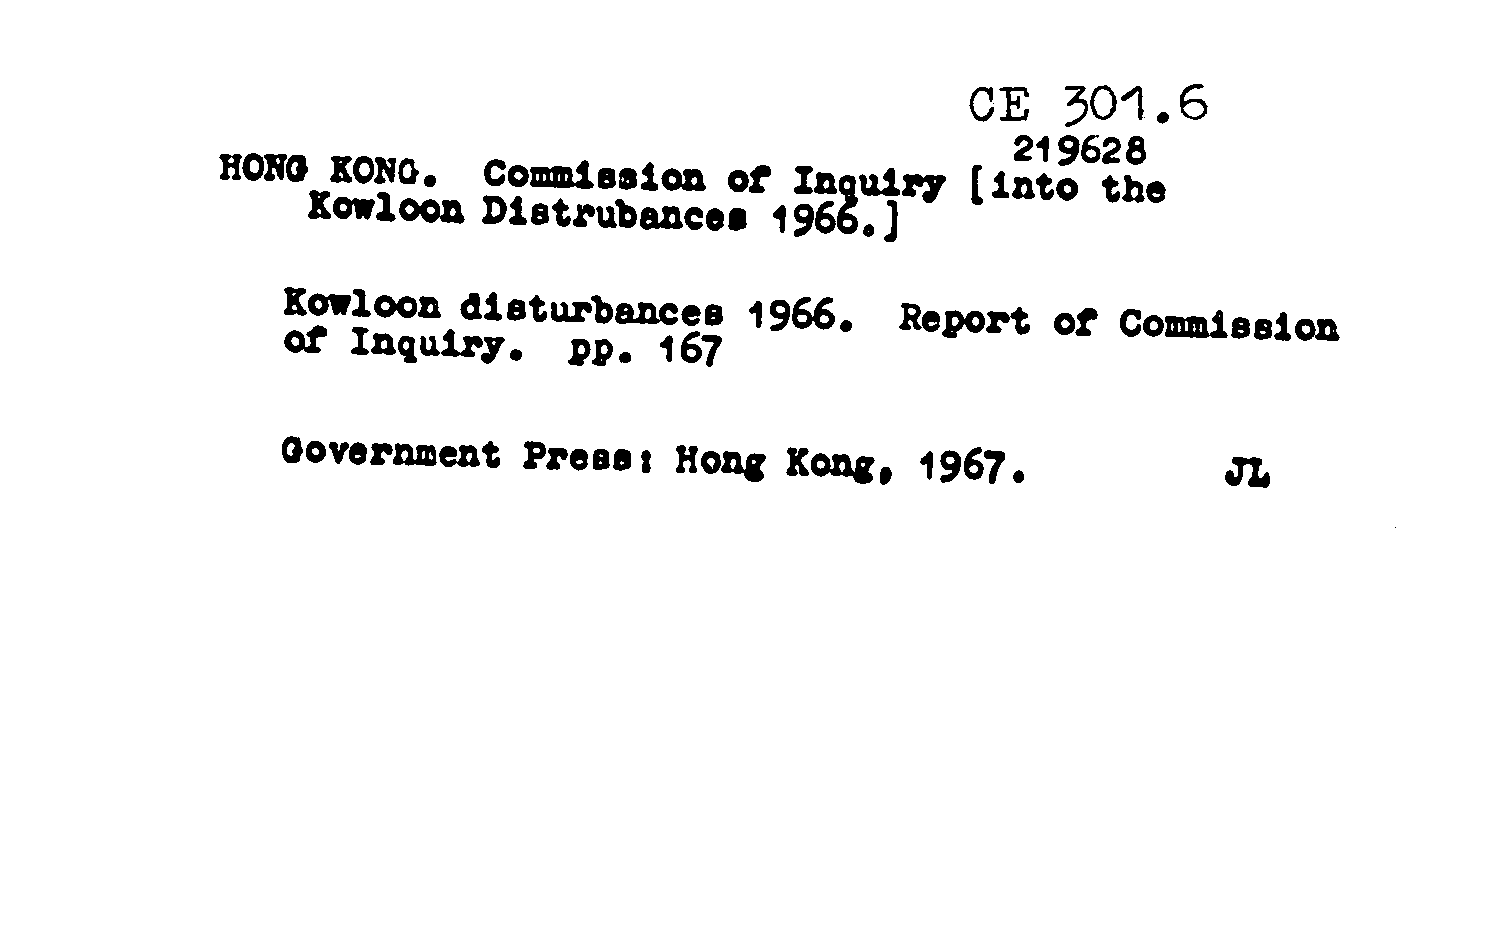 CE 301.6
219628
HONG KONG. Commission of Inquiry [into the
Kowloon Distrubances 1966.]
Kowloon disturbances 1966. Report of Commission
of Inquiry. pp. 167
Government Press: Hong Kong, 1967. JL